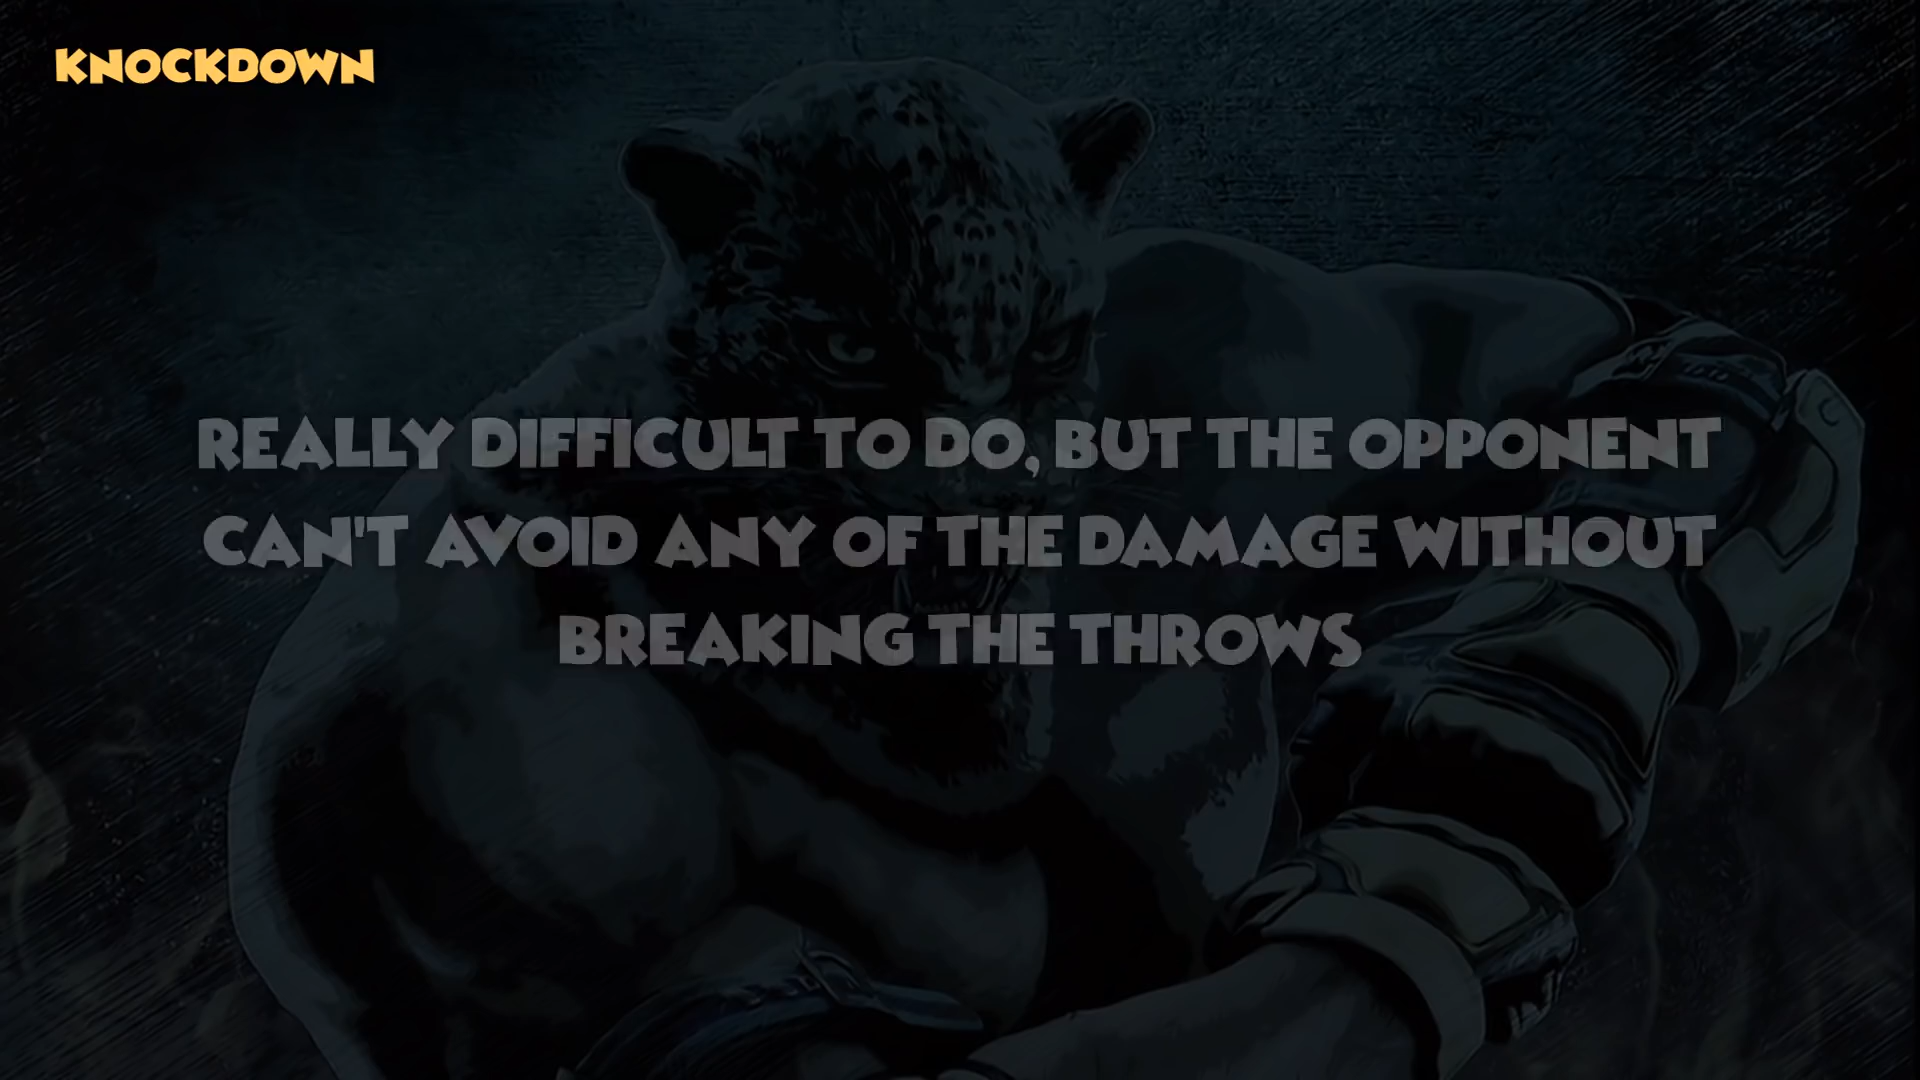 KNOCKDOWN
REALLY DIFFICULT TO DO, BUT THE OPPONENT
CAN'T AVOID ANY OF THE DAMAGE WITHOUT
BREAKING THE THROWS